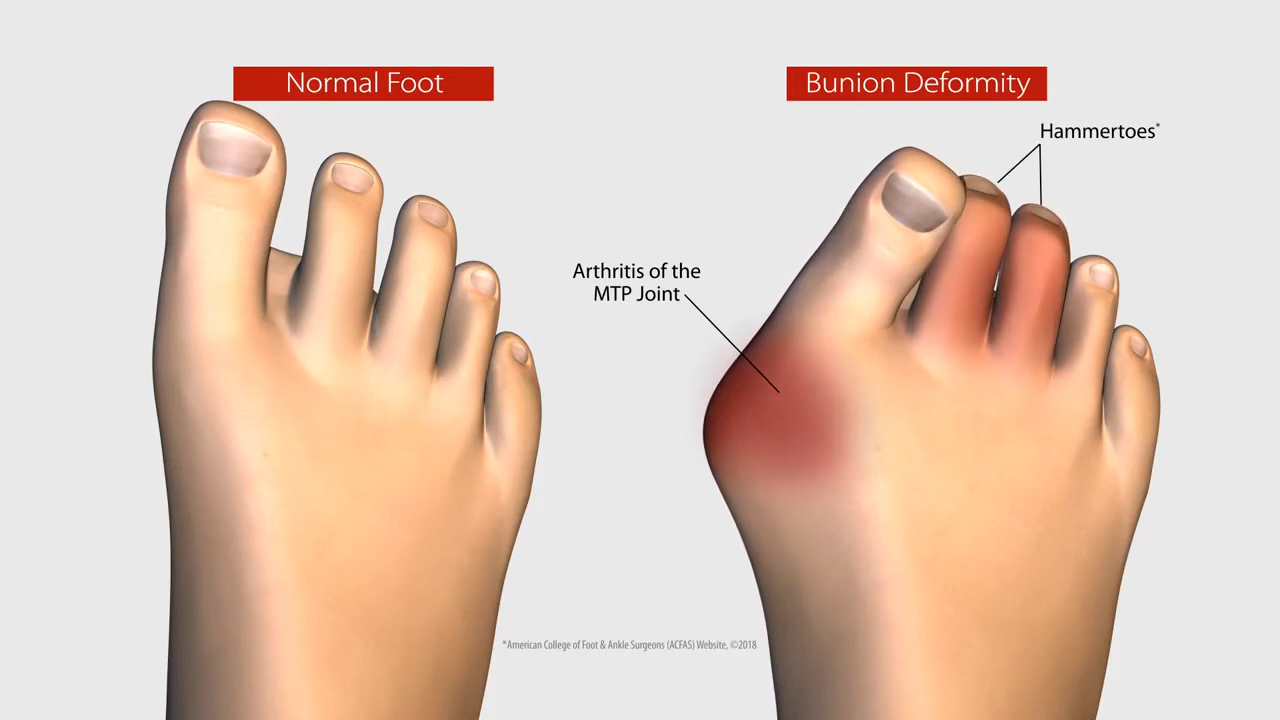 Normal Foot
Bunion Deformity
Hammertoes*
Arthritis of the
MTP Joint
*American College of Foot & Ankle Surgeons (ACFAS) Website, ©2018